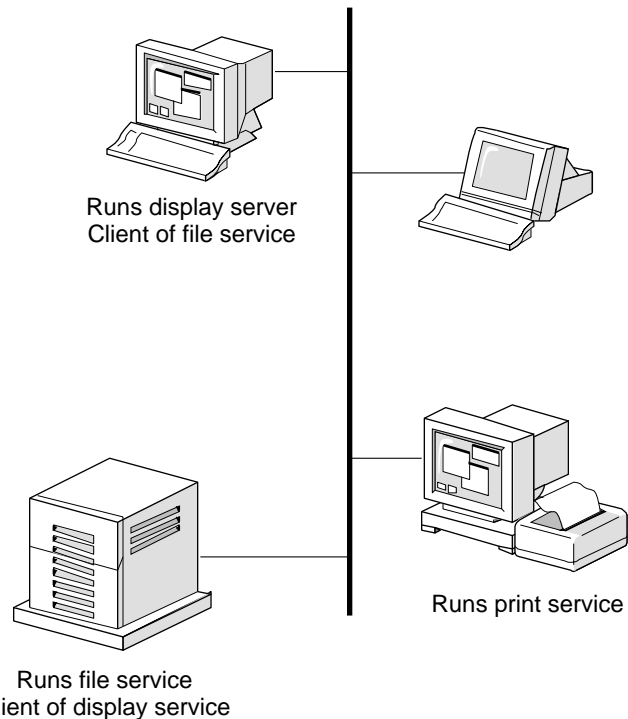 Runs display server
Client of file service
Runs print service
Runs file service
ient of display service